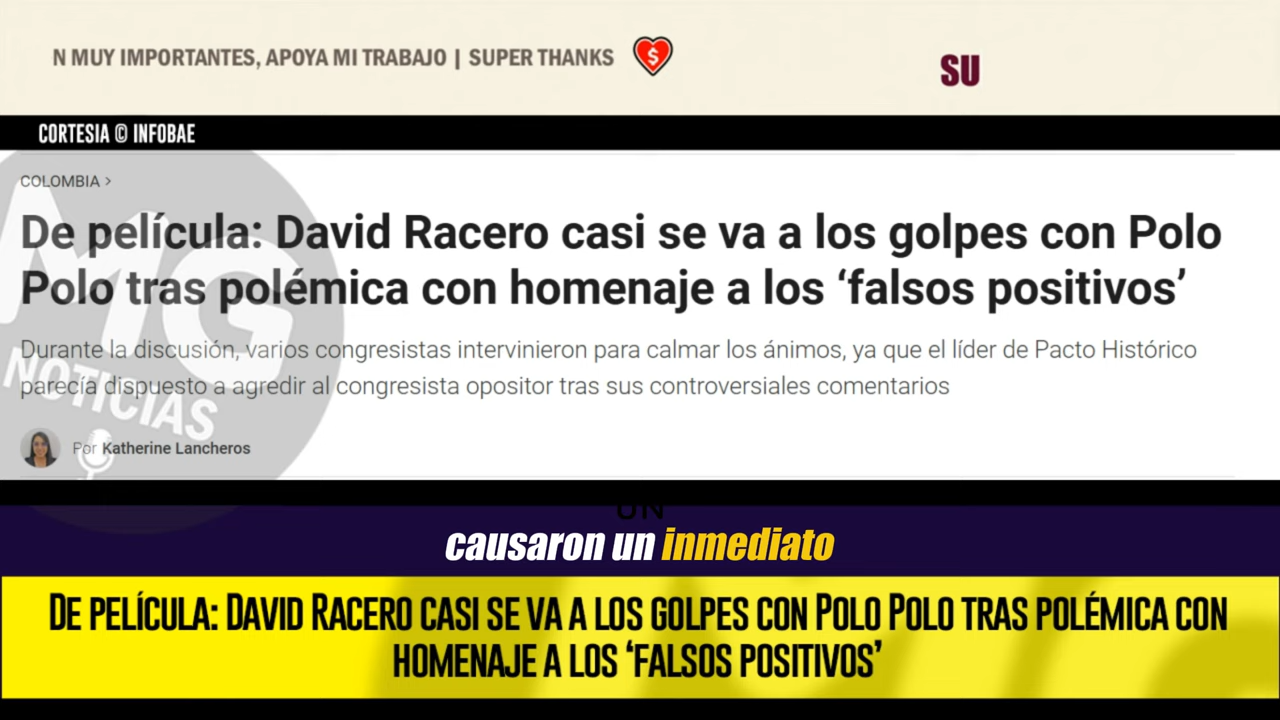 N MUY IMPORTANTES, APOYA MI TRABAJO | SUPER THANKS
SU
CORTESIA © INFOBAE
COLOMBIA >
De película: David Racero casi se va a los golpes con Polo
Polo tras polémica con homenaje a los ‘falsos positivos’
Durante la discusión, varios congresistas intervinieron para calmar los ánimos, ya que el líder de Pacto Histórico
parecía dispuesto a agredir al congresista opositor tras sus controversiales comentarios
MG
NOTICIAS
Por Katherine Lancheros
UN
causaron un inmediato
DE PELÍCULA: DAVID RACERO CASI SE VA A LOS GOLPES CON POLO POLO TRAS POLÉMICA CON
HOMENAJE A LOS ‘FALSOS POSITIVOS’